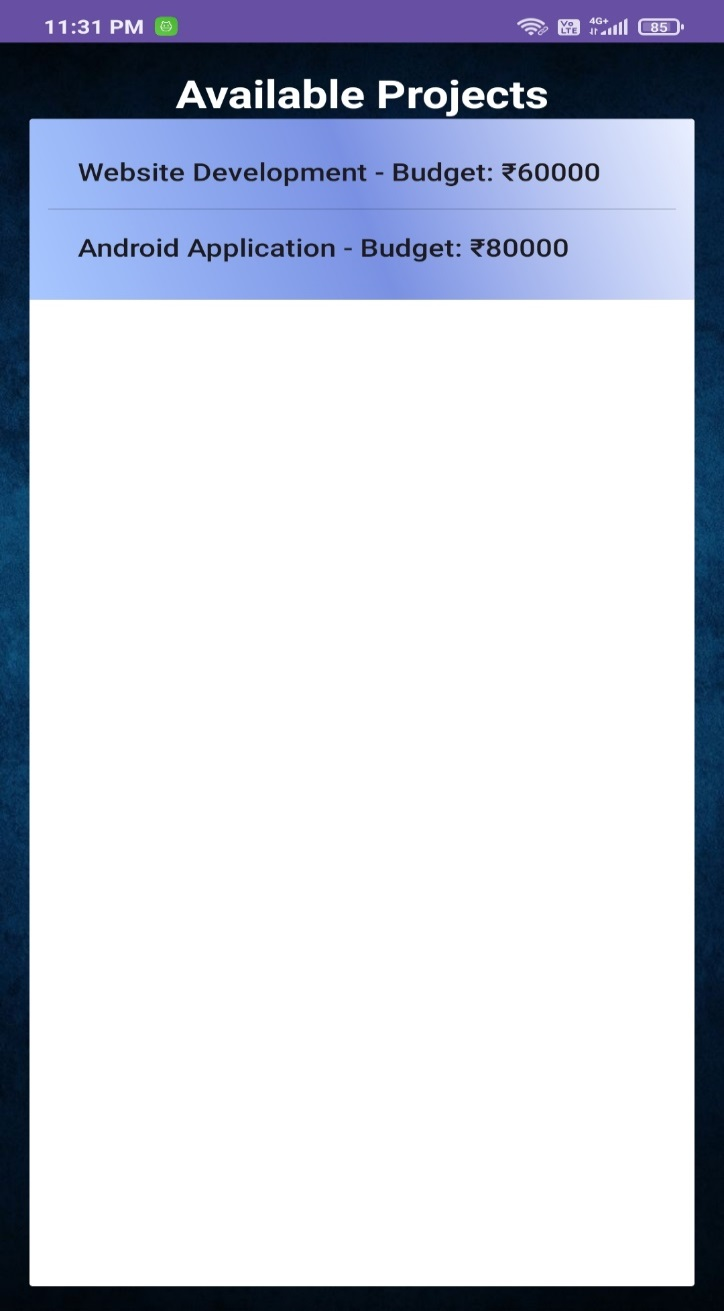 11:31 PM Vo LTE 4G+ 85
Available Projects
Website Development - Budget: ₹60000
Android Application - Budget: ₹80000